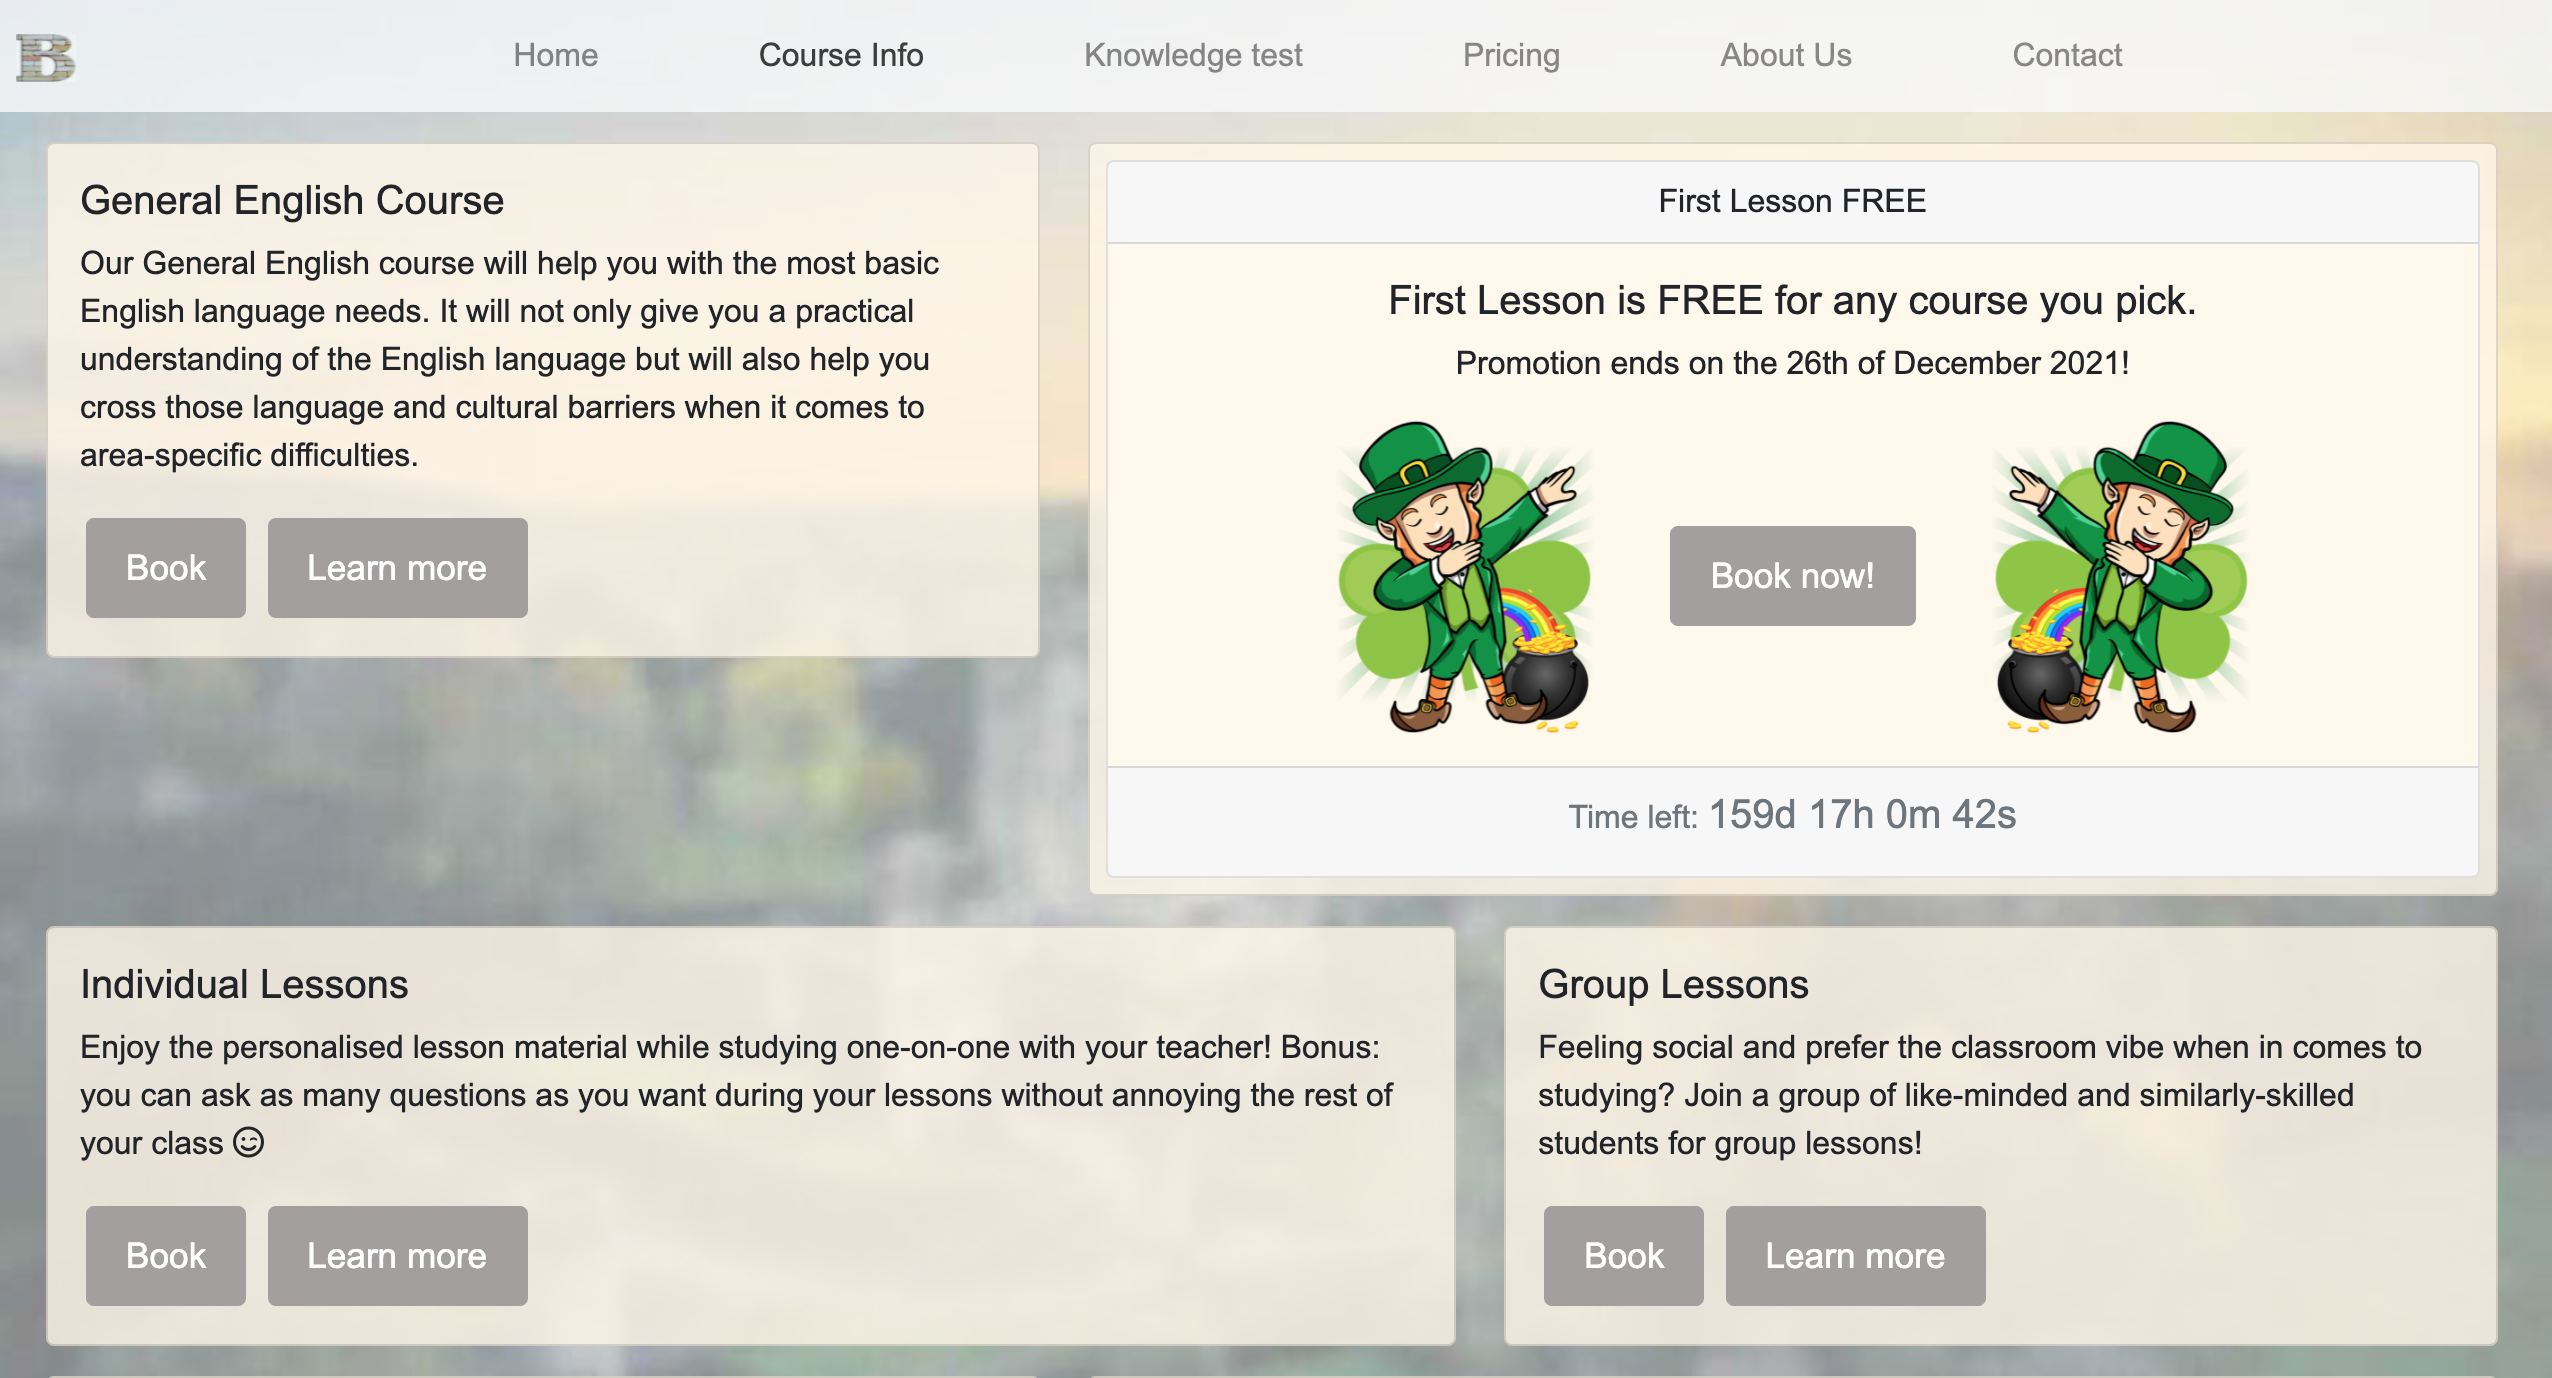 B
Home
Course Info
Knowledge test
Pricing
About Us
Contact
General English Course
Our General English course will help you with the most basic
English language needs. It will not only give you a practical
understanding of the English language but will also help you
cross those language and cultural barriers when it comes to
area-specific difficulties.
Book
Learn more
First Lesson FREE
First Lesson is FREE for any course you pick.
Promotion ends on the 26th of December 2021!
Book now!
Time left: 159d 17h 0m 42s
Individual Lessons
Enjoy the personalised lesson material while studying one-on-one with your teacher! Bonus:
you can ask as many questions as you want during your lessons without annoying the rest of
your class
Book
Learn more
Group Lessons
Feeling social and prefer the classroom vibe when in comes to
studying? Join a group of like-minded and similarly-skilled
students for group lessons!
Book
Learn more